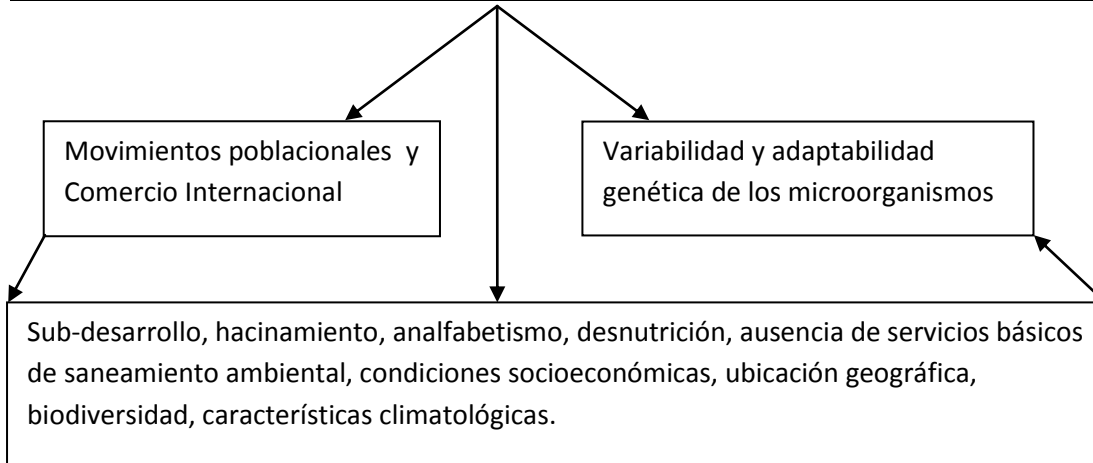 Movimientos poblacionales y
Comercio Internacional
Variabilidad y adaptabilidad
genética de los microorganismos
Sub-desarrollo, hacinamiento, analfabetismo, desnutrición, ausencia de servicios básicos
de saneamiento ambiental, condiciones socioeconómicas, ubicación geográfica,
biodiversidad, características climatológicas.